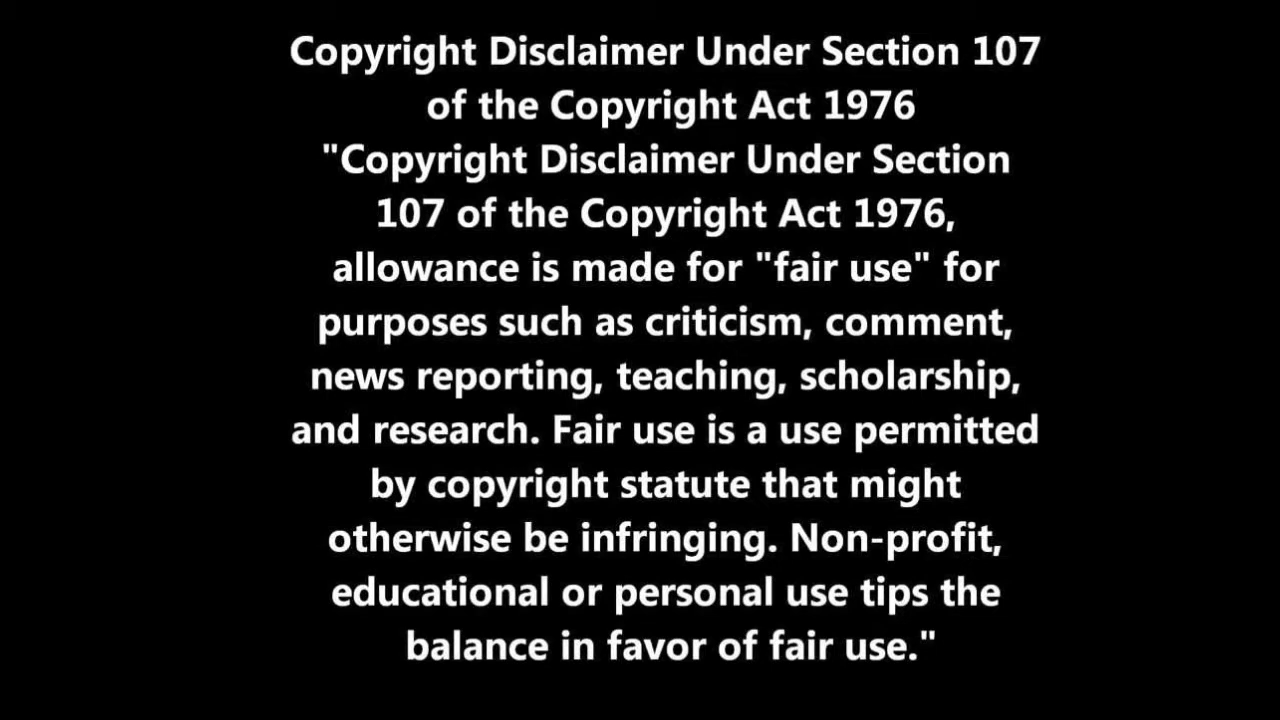 Copyright Disclaimer Under Section 107
of the Copyright Act 1976
"Copyright Disclaimer Under Section
107 of the Copyright Act 1976,
allowance is made for "fair use" for
purposes such as criticism, comment,
news reporting, teaching, scholarship,
and research. Fair use is a use permitted
by copyright statute that might
otherwise be infringing. Non-profit,
educational or personal use tips the
balance in favor of fair use."